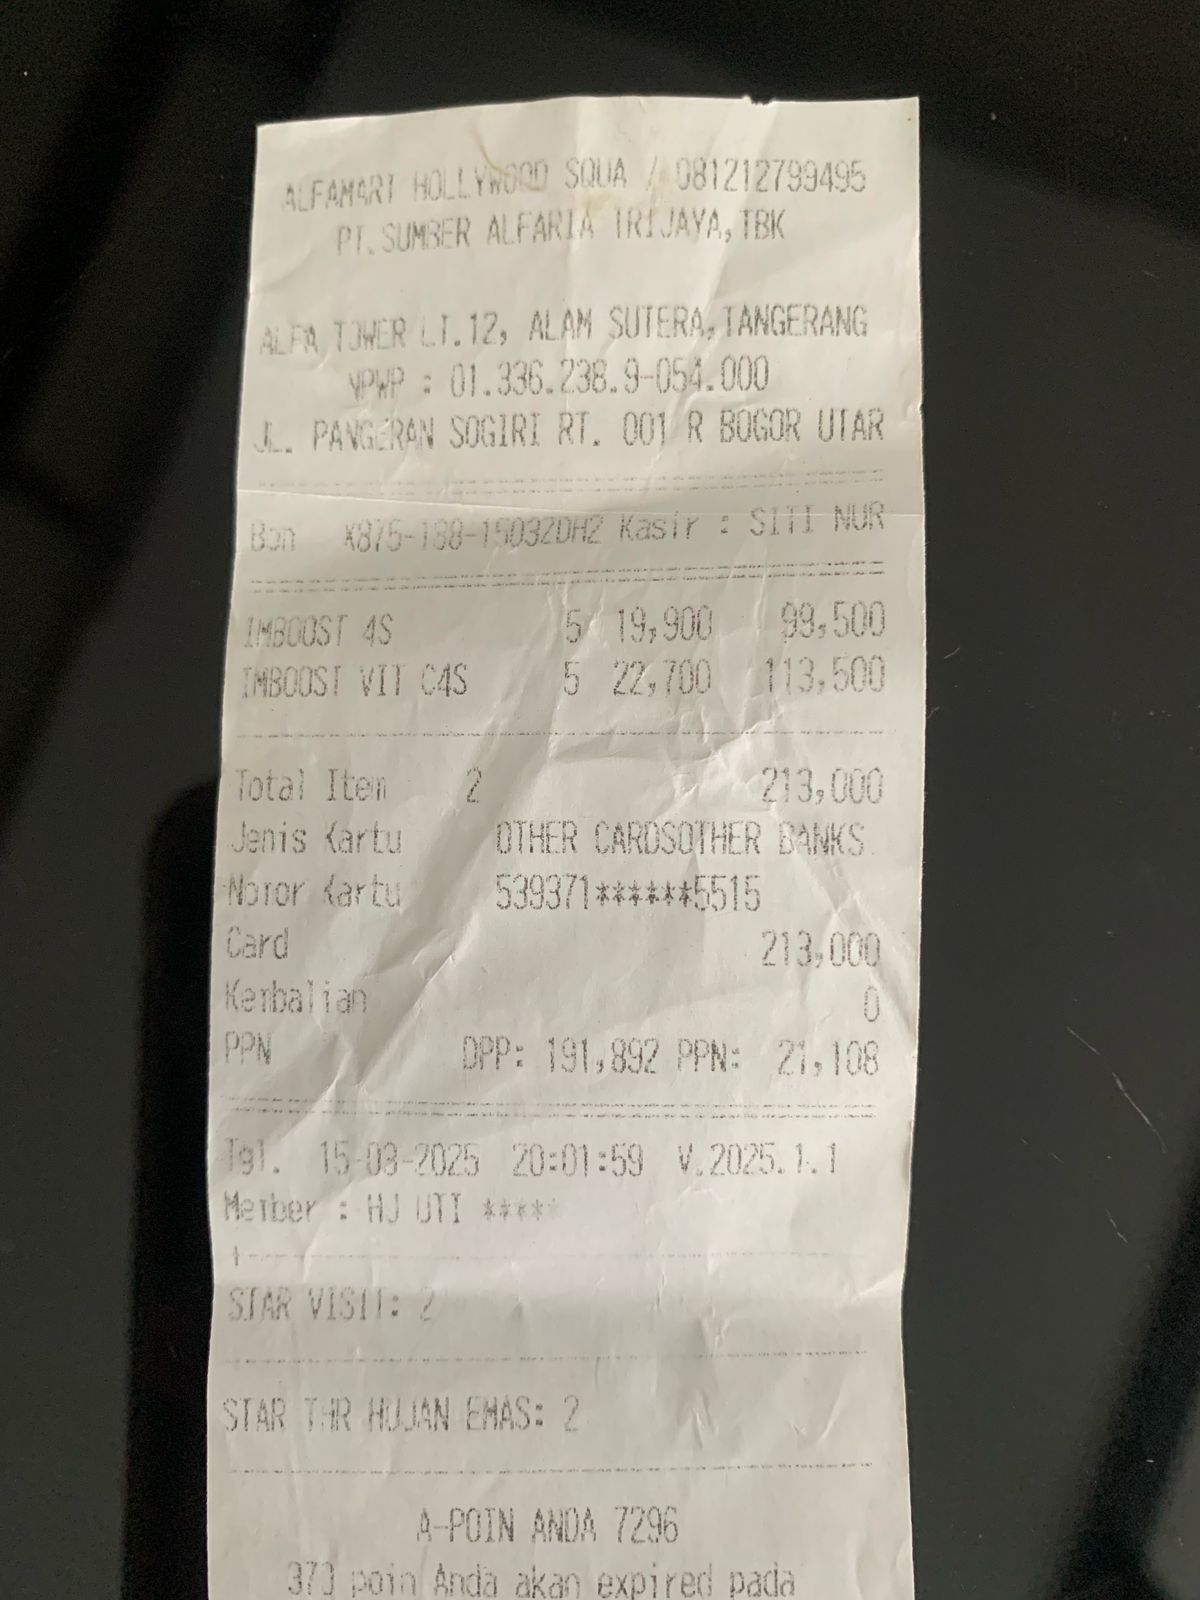 ALFAMART HOLLYWOOD SQUA / 081212799495
PT.SUMBER ALFARIA TRIJAYA,TBK
ALFA TOWER LT.12, ALAM SUTERA,TANGERANG
NPWP : 01.336.238.9-054.000
JL. PANGERAN SOGIRI RT. 001 R BOGOR UTAR
Bon Kasir : SITI NUR
IMBOOST 4S 5 19,900 99,500
IMBOOST VIT C4S 5 22,700 113,500
Total Item 2 213,000
Jenis Kartu OTHER CARDSOTHER BANKS
Nomor Kartu 539371******5515
Card 213,000
Kembalian 0
PPN DPP: 191,892 PPN: 21,108
Tgl. 15-03-2025 20:01:59 V.2025.1.1
Member : HJ UTI *****
STAR VISIT: 2
STAR THR HUJAN EMAS: 2
A-POIN ANDA 7296
373 poin Anda akan expired pada